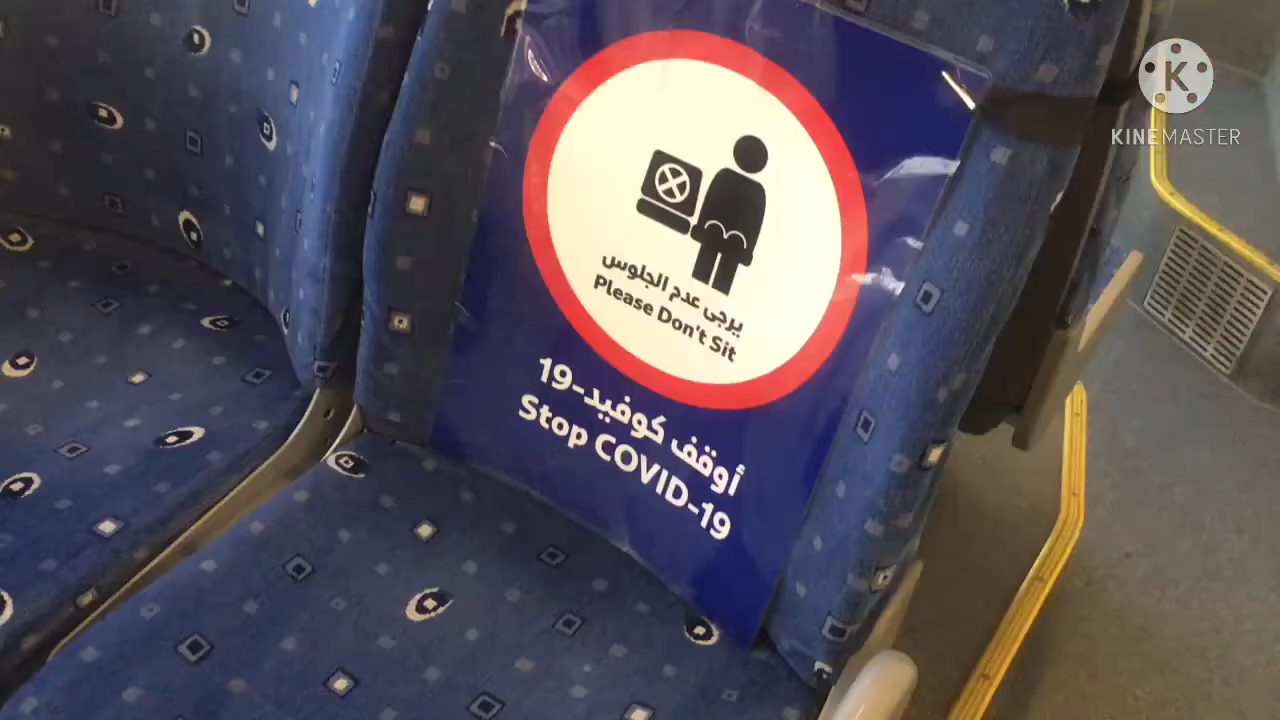 K
KINEMASTER
يرجى عدم الجلوس
Please Don't Sit
أوقف كوفيد-19
Stop COVID-19